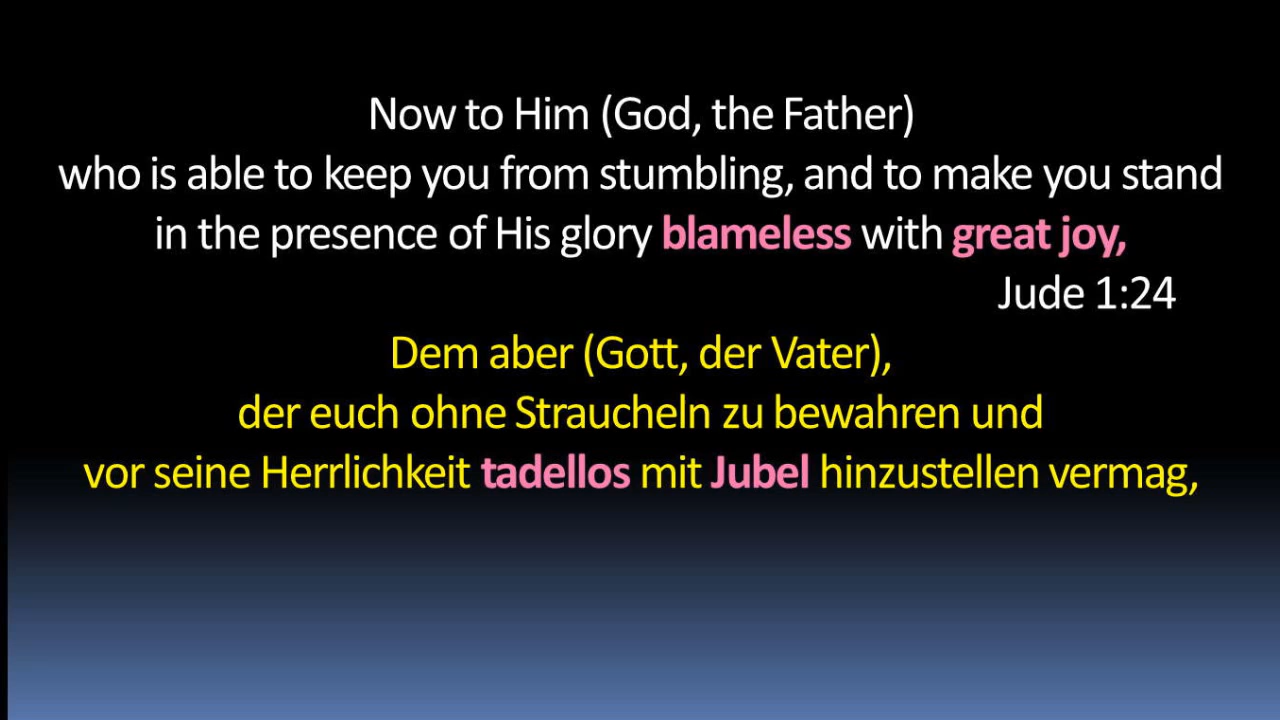 Now to Him (God, the Father)
who is able to keep you from stumbling, and to make you stand
in the presence of His glory blameless with great joy,
Jude 1:24
Dem aber (Gott, der Vater),
der euch ohne Straucheln zu bewahren und
vor seine Herrlichkeit tadellos mit Jubel hinzustellen vermag,